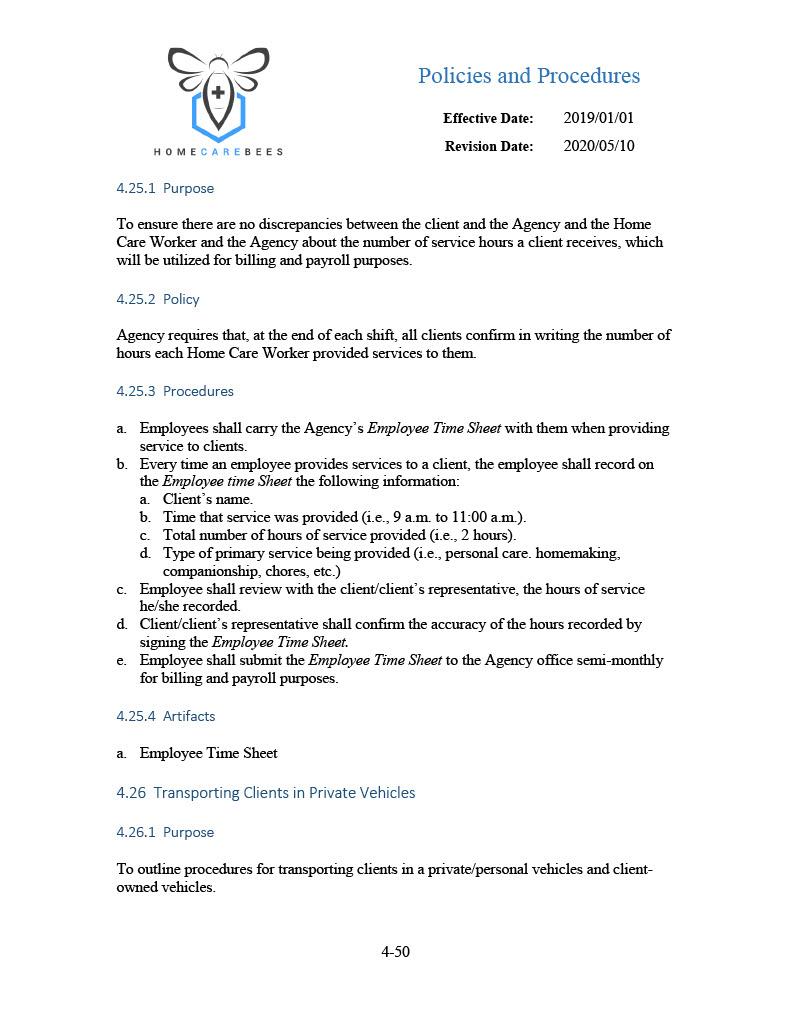 Policies and Procedures
Effective Date: 2019/01/01
Revision Date: 2020/05/10
HOMECAREBEES
4.25.1 Purpose
To ensure there are no discrepancies between the client and the Agency and the Home
Care Worker and the Agency about the number of service hours a client receives, which
will be utilized for billing and payroll purposes.
4.25.2 Policy
Agency requires that, at the end of each shift, all clients confirm in writing the number of
hours each Home Care Worker provided services to them.
4.25.3 Procedures
a. Employees shall carry the Agency’s Employee Time Sheet with them when providing
service to clients.
b. Every time an employee provides services to a client, the employee shall record on
the Employee time Sheet the following information:
a. Client’s name.
b. Time that service was provided (i.e., 9 a.m. to 11:00 a.m.).
c. Total number of hours of service provided (i.e., 2 hours).
d. Type of primary service being provided (i.e., personal care. homemaking,
companionship, chores, etc.)
c. Employee shall review with the client/client’s representative, the hours of service
he/she recorded.
d. Client/client’s representative shall confirm the accuracy of the hours recorded by
signing the Employee Time Sheet.
e. Employee shall submit the Employee Time Sheet to the Agency office semi-monthly
for billing and payroll purposes.
4.25.4 Artifacts
a. Employee Time Sheet
4.26 Transporting Clients in Private Vehicles
4.26.1 Purpose
To outline procedures for transporting clients in a private/personal vehicles and client-
owned vehicles.
4-50